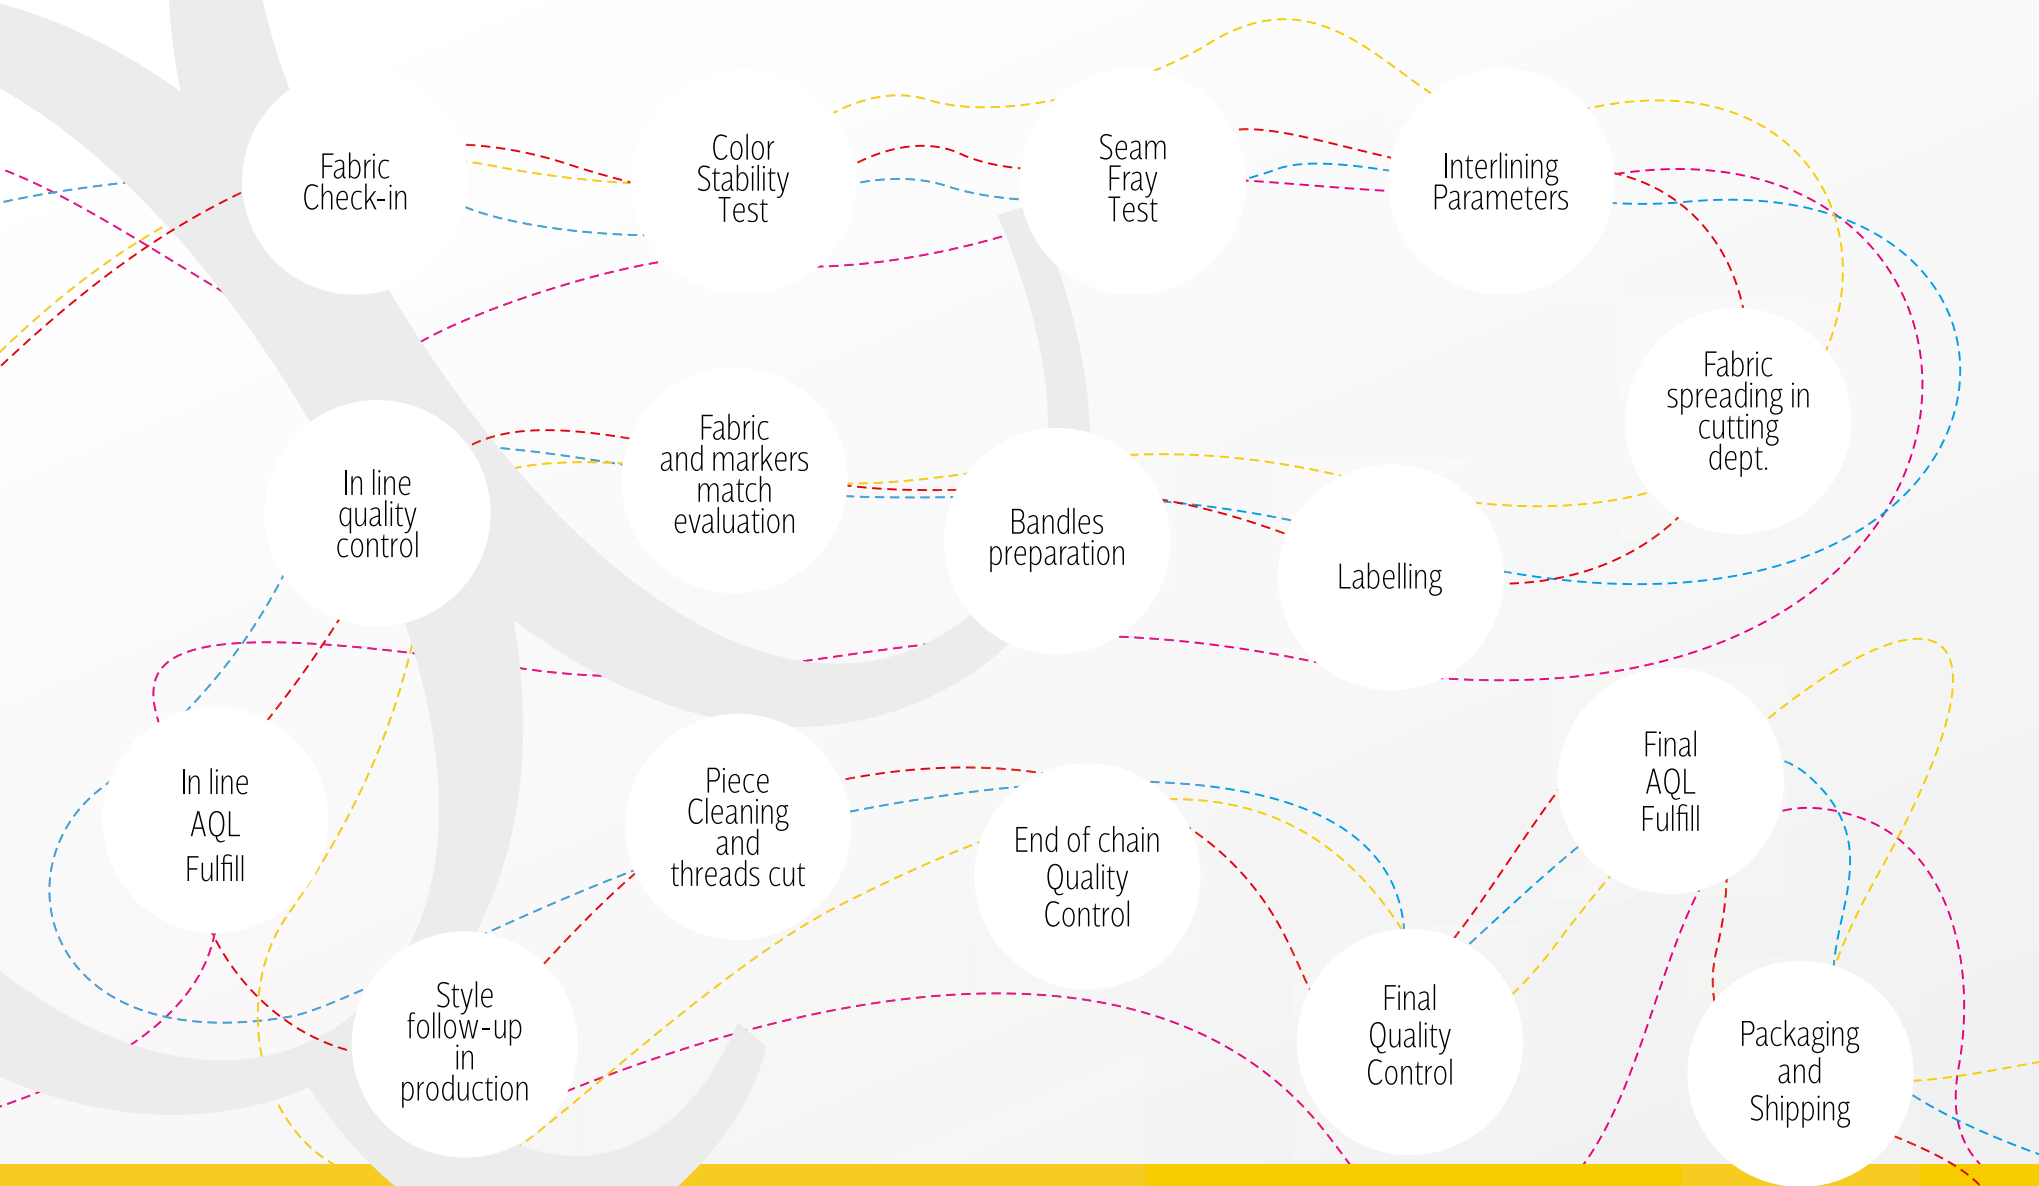 Fabric
Check-in
Color
Stability
Test
Seam
Fray
Test
Interlining
Parameters
Fabric
spreading in
cutting
dept.
Labelling
Bandles
preparation
Fabric
and markers
match
evaluation
In line
quality
control
In line
AQL
Fulfill
Style
follow-up
in
production
Piece
Cleaning
and
threads cut
End of chain
Quality
Control
Final
Quality
Control
Final
AQL
Fulfill
Packaging
and
Shipping